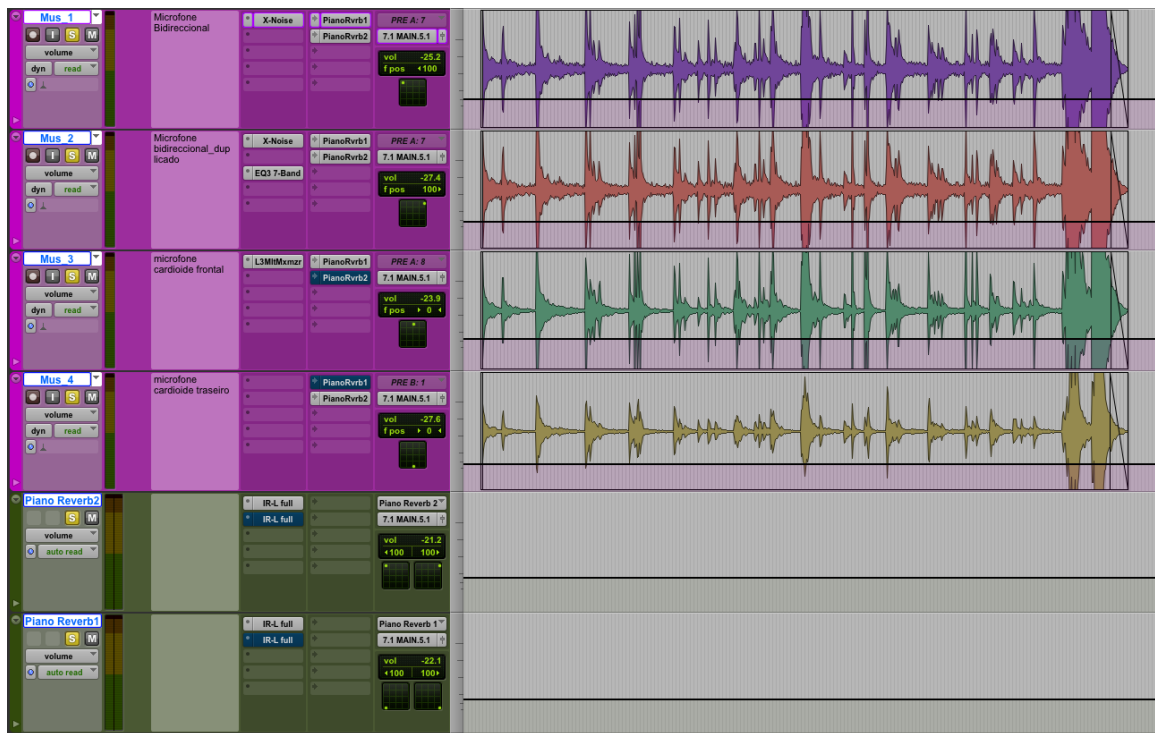 Mus_1
Microfone
Bidireccional
X-Noise
PianoRvrb1
PRE A: 7
PianoRvrb2
7.1 MAIN.5.1
I S M
volume
dyn read
vol -25.2
f pos ◂100
Mus_2
Microfone
bidireccional_dup
licado
X-Noise
PianoRvrb1
PRE A: 7
PianoRvrb2
7.1 MAIN.5.1
I S M
EQ3 7-Band
volume
dyn read
vol -27.4
f pos 100▸
Mus_3
microfone
cardioide frontal
L3MltMxmzr
PianoRvrb1
PRE A: 8
PianoRvrb2
7.1 MAIN.5.1
I S M
volume
dyn read
vol -23.9
f pos ▸ 0 ◂
Mus_4
microfone
cardioide traseiro
PianoRvrb1
PRE B: 1
PianoRvrb2
7.1 MAIN.5.1
I S M
volume
dyn read
vol -27.6
f pos ▸ 0 ◂
Piano Reverb2
IR-L full
Piano Reverb 2
IR-L full
7.1 MAIN.5.1
S M
volume
auto read
vol -21.2
◂100 100▸
Piano Reverb1
IR-L full
Piano Reverb 1
IR-L full
7.1 MAIN.5.1
S M
volume
auto read
vol -22.1
◂100 100▸